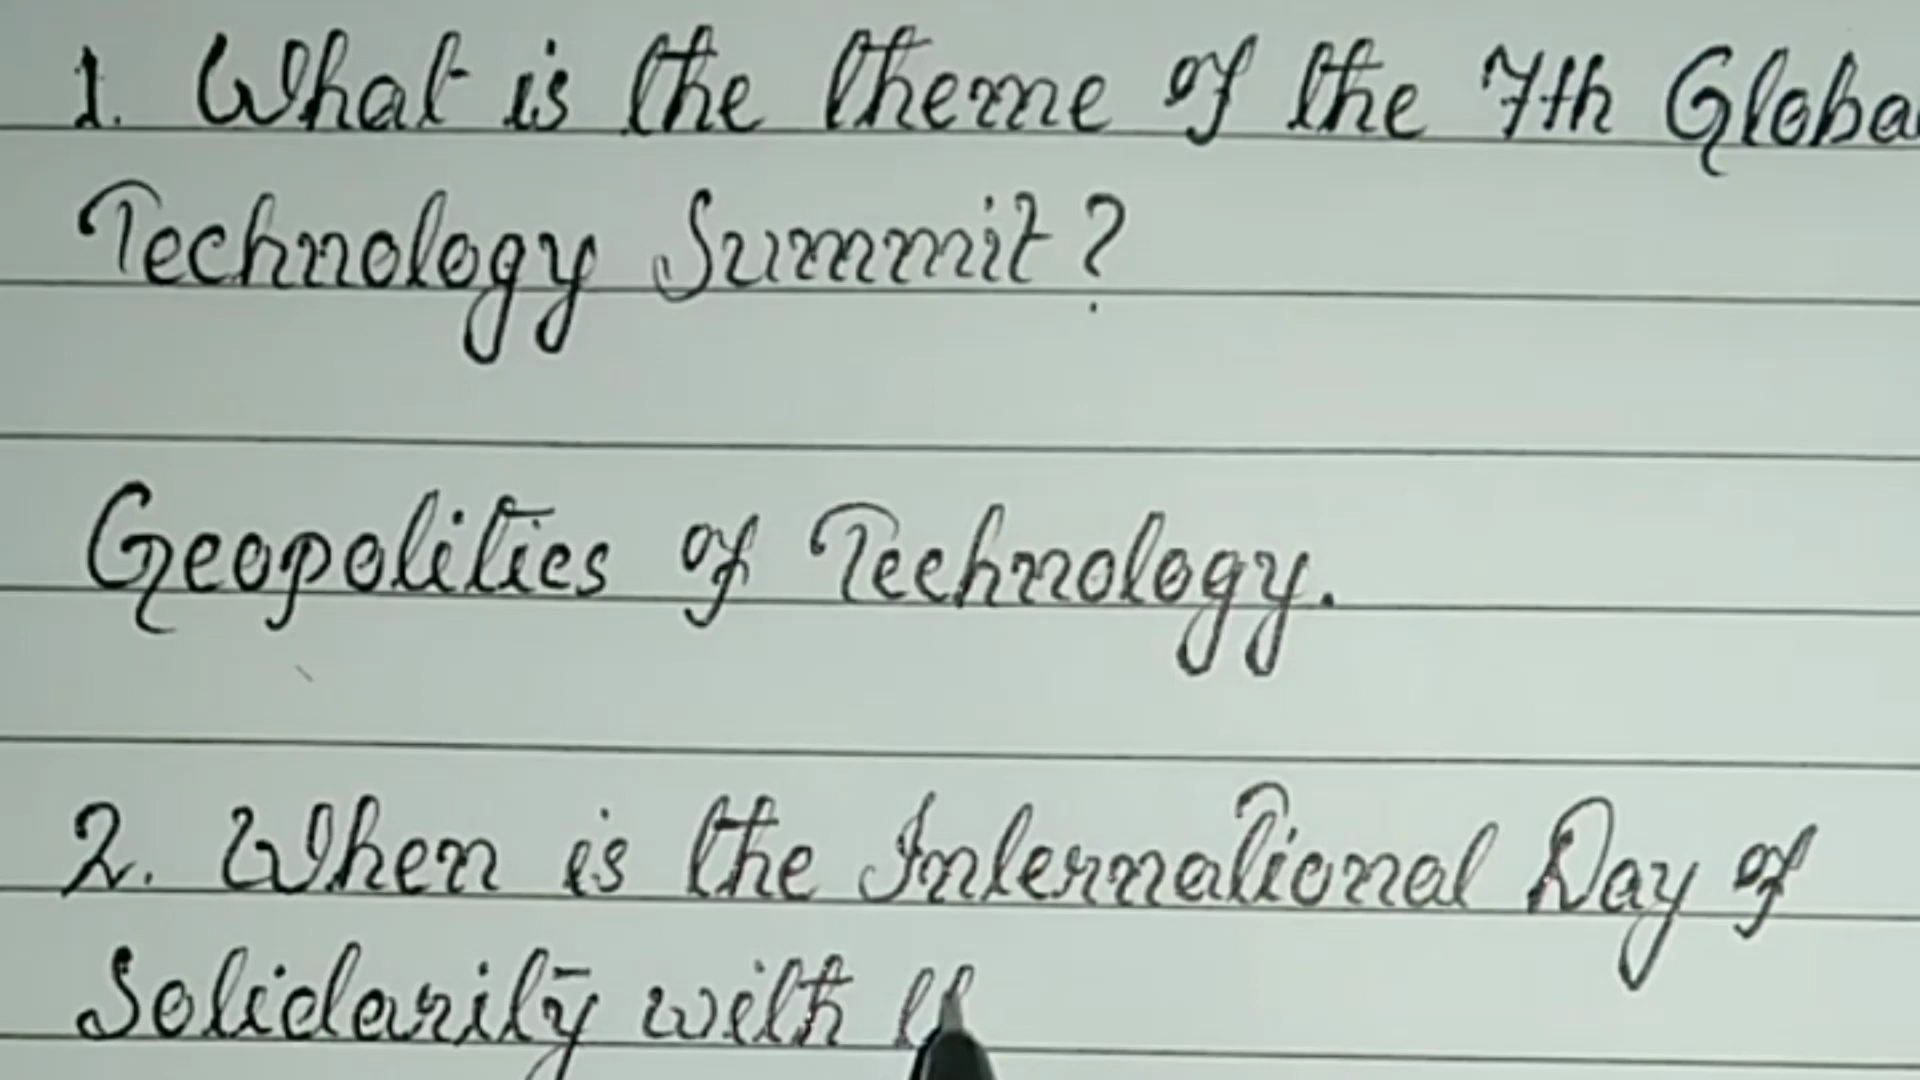 1. What is the theme of the 7th Globa
Technology Summit?
Geopolitics of Technology.
2. When is the International Day of
Solidarity with